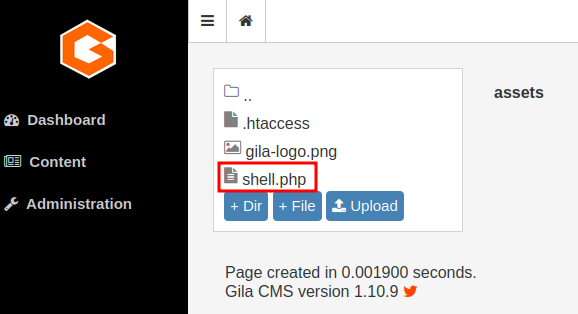 Dashboard
Content
Administration
..
assets
.htaccess
gila-logo.png
shell.php
+ Dir + File Upload
Page created in 0.001900 seconds.
Gila CMS version 1.10.9